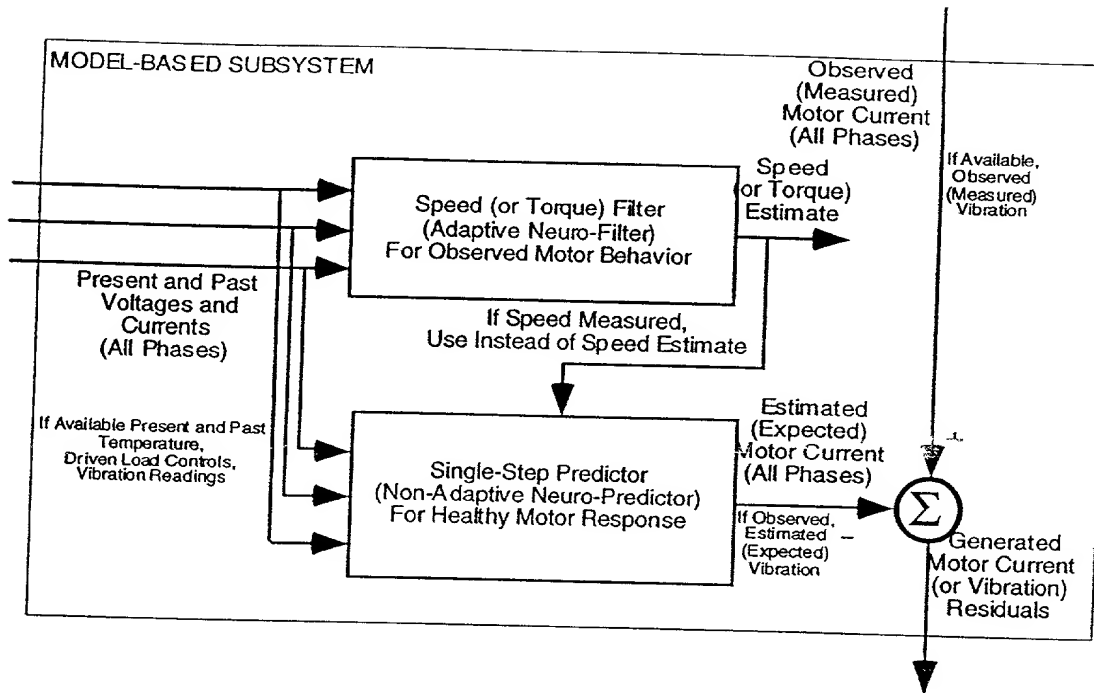 MODEL-BASED SUBSYSTEM
Observed
(Measured)
Motor Current
(All Phases)
If Available,
Observed
(Measured)
Vibration
Speed (or Torque) Filter
(Adaptive Neuro-Filter)
For Observed Motor Behavior
Speed
(or Torque)
Estimate
Present and Past
Voltages and
Currents
(All Phases)
If Speed Measured,
Use Instead of Speed Estimate
If Available Present and Past
Temperature,
Driven Load Controls,
Vibration Readings
Single-Step Predictor
(Non-Adaptive Neuro-Predictor)
For Healthy Motor Response
Estimated
(Expected)
Motor Current
(All Phases)
If Observed,
Estimated –
(Expected)
Vibration
Σ
Generated
Motor Current
(or Vibration)
Residuals